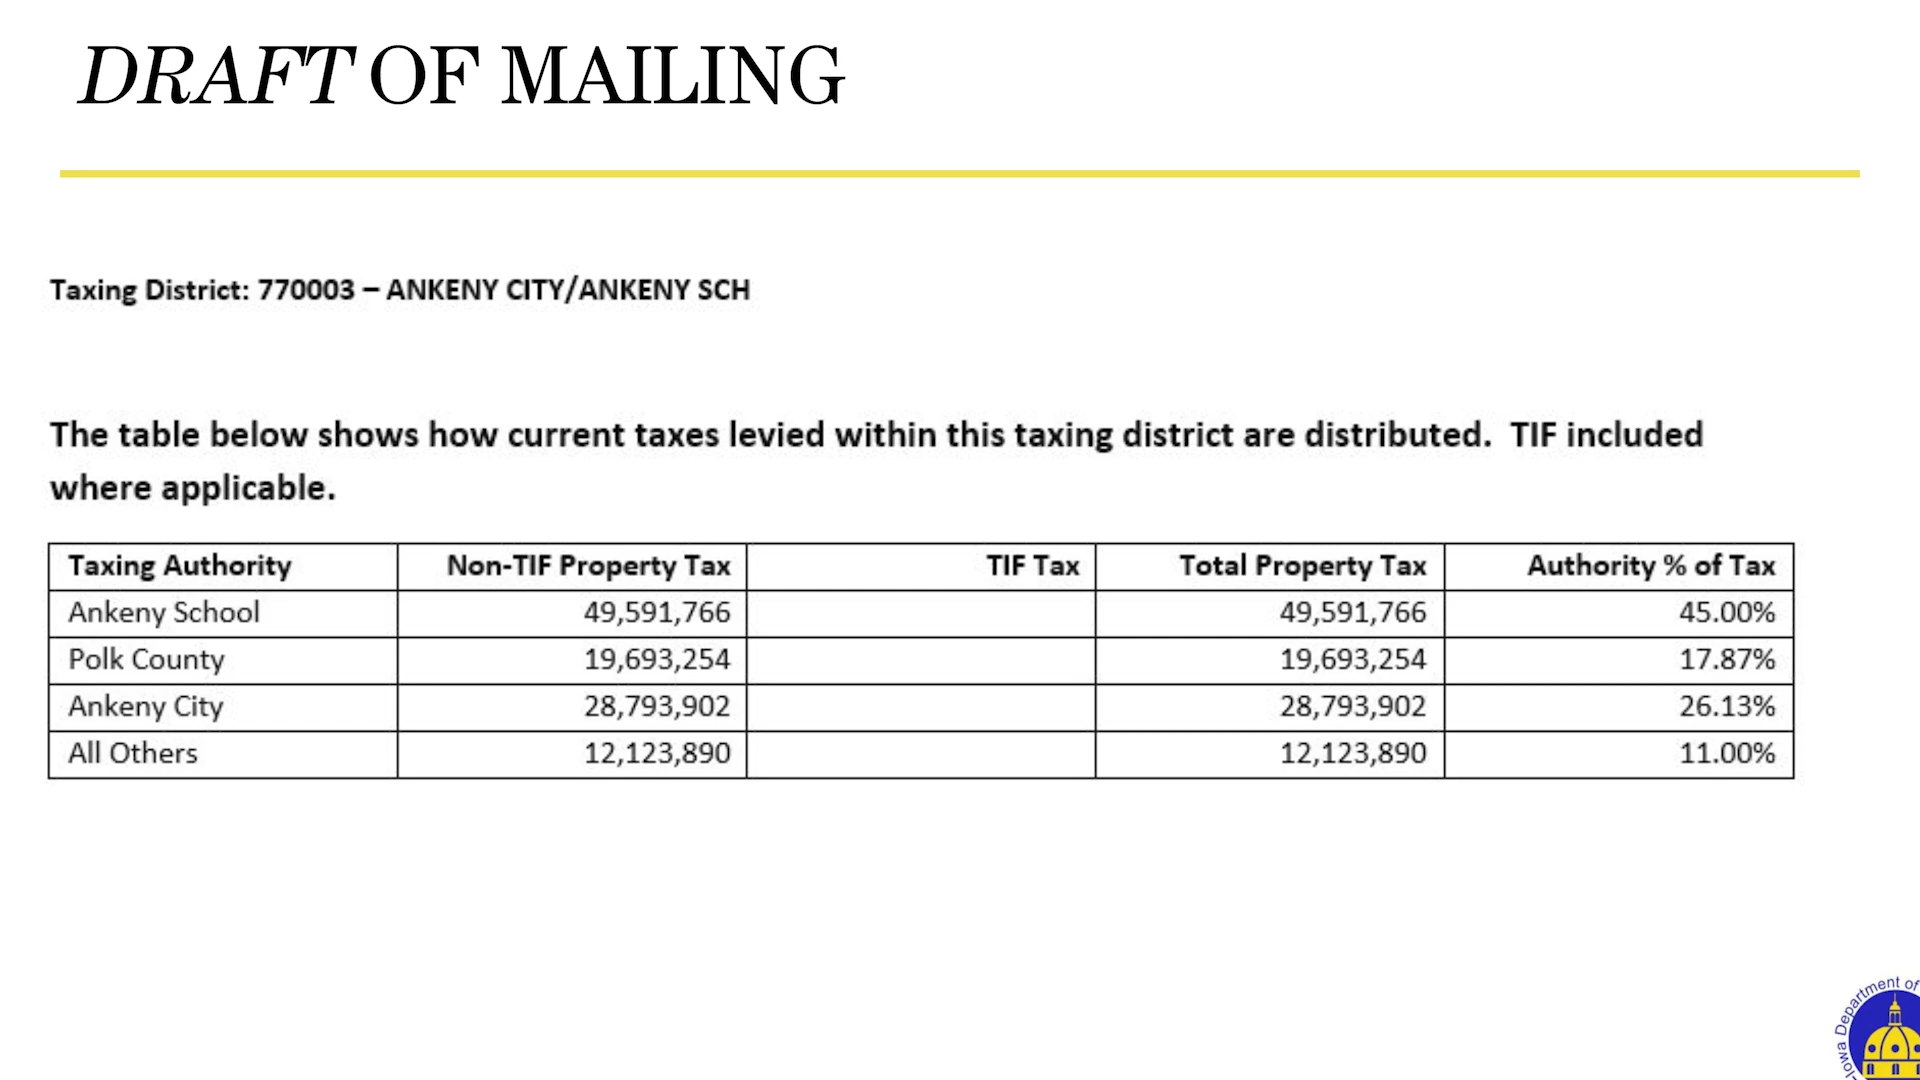 DRAFT OF MAILING
Taxing District: 770003 – ANKENY CITY/ANKENY SCH
The table below shows how current taxes levied within this taxing district are distributed.  TIF included
where applicable.
Taxing Authority Non-TIF Property Tax TIF Tax Total Property Tax Authority % of Tax
Ankeny School 49,591,766 49,591,766 45.00%
Polk County 19,693,254 19,693,254 17.87%
Ankeny City 28,793,902 28,793,902 26.13%
All Others 12,123,890 12,123,890 11.00%
Iowa Department of